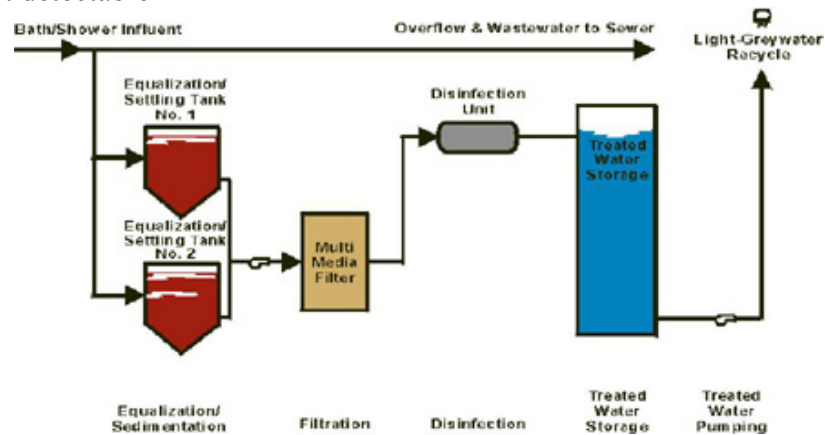 Bath/Shower Influent
Overflow & Wastewater to Sewer
Light-Greywater
Recycle
Equalization/
Settling Tank
No. 1
Disinfection
Unit
Treated
Water
Storage
Equalization/
Settling Tank
No. 2
Multi
Media
Filter
Equalization/
Sedimentation
Filtration
Disinfection
Treated
Water
Storage
Treated
Water
Pumping